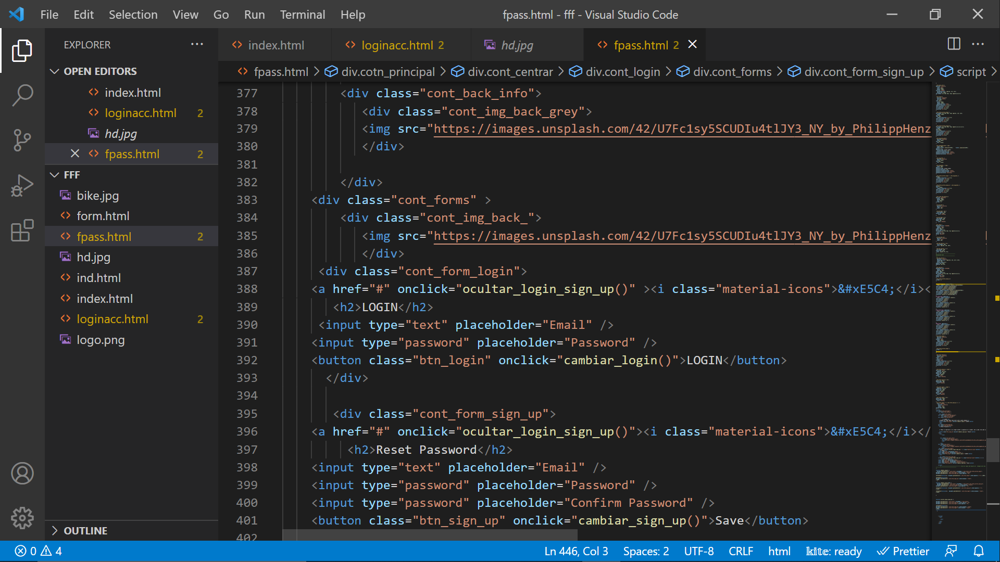 File Edit Selection View Go Run Terminal Help
fpass.html - fff - Visual Studio Code
EXPLORER
OPEN EDITORS
index.html
loginacc.html 2
hd.jpg
fpass.html 2
FFF
bike.jpg
form.html
fpass.html 2
hd.jpg
ind.html
index.html
loginacc.html 2
logo.png
OUTLINE
index.html
loginacc.html 2
hd.jpg
fpass.html 2
fpass.html > div.cotn_principal > div.cont_centrar > div.cont_login > div.cont_forms > div.cont_form_sign_up > script >
377 <div class="cont_back_info">
378 <div class="cont_img_back_grey">
379 <img src="https://images.unsplash.com/42/U7Fc1sy5SCUDIu4tlJY3_NY_by_PhilippHenz
380 </div>
381
382 </div>
383 <div class="cont_forms" >
384 <div class="cont_img_back_">
385 <img src="https://images.unsplash.com/42/U7Fc1sy5SCUDIu4tlJY3_NY_by_PhilippHenz
386 </div>
387 <div class="cont_form_login">
388 <a href="#" onclick="ocultar_login_sign_up()" ><i class="material-icons">&#xE5C4;</i><
389 <h2>LOGIN</h2>
390 <input type="text" placeholder="Email" />
391 <input type="password" placeholder="Password" />
392 <button class="btn_login" onclick="cambiar_login()">LOGIN</button>
393 </div>
394
395 <div class="cont_form_sign_up">
396 <a href="#" onclick="ocultar_login_sign_up()"><i class="material-icons">&#xE5C4;</i></
397 <h2>Reset Password</h2>
398 <input type="text" placeholder="Email" />
399 <input type="password" placeholder="Password" />
400 <input type="password" placeholder="Confirm Password" />
401 <button class="btn_sign_up" onclick="cambiar_sign_up()">Save</button>
402
0 4
Ln 446, Col 3 Spaces: 2 UTF-8 CRLF html kite: ready Prettier